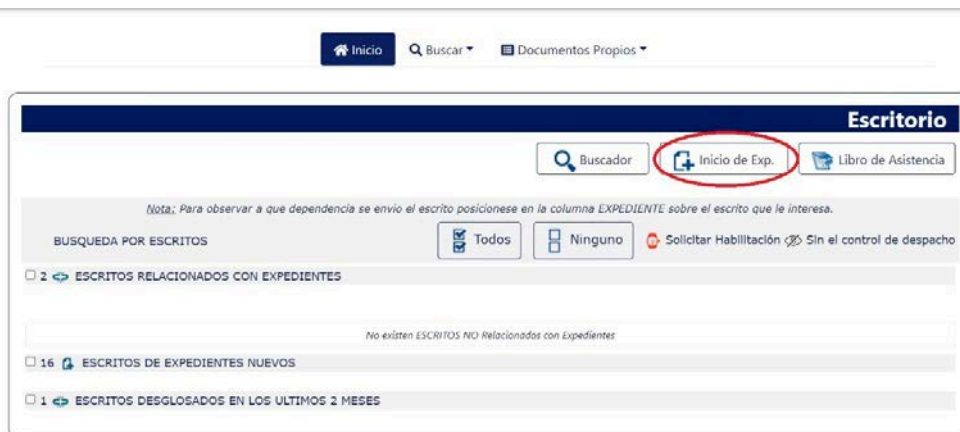 Inicio Buscar Documentos Propios
Escritorio
Buscador Inicio de Exp. Libro de Asistencia
Nota: Para observar a que dependencia se envio el escrito posicionese en la columna EXPEDIENTE sobre el escrito que le interesa.
BUSQUEDA POR ESCRITOS Todos Ninguno Solicitar Habilitación Sin el control de despacho
2 ESCRITOS RELACIONADOS CON EXPEDIENTES
No existen ESCRITOS NO Relacionados con Expedientes
16 ESCRITOS DE EXPEDIENTES NUEVOS
1 ESCRITOS DESGLOSADOS EN LOS ULTIMOS 2 MESES